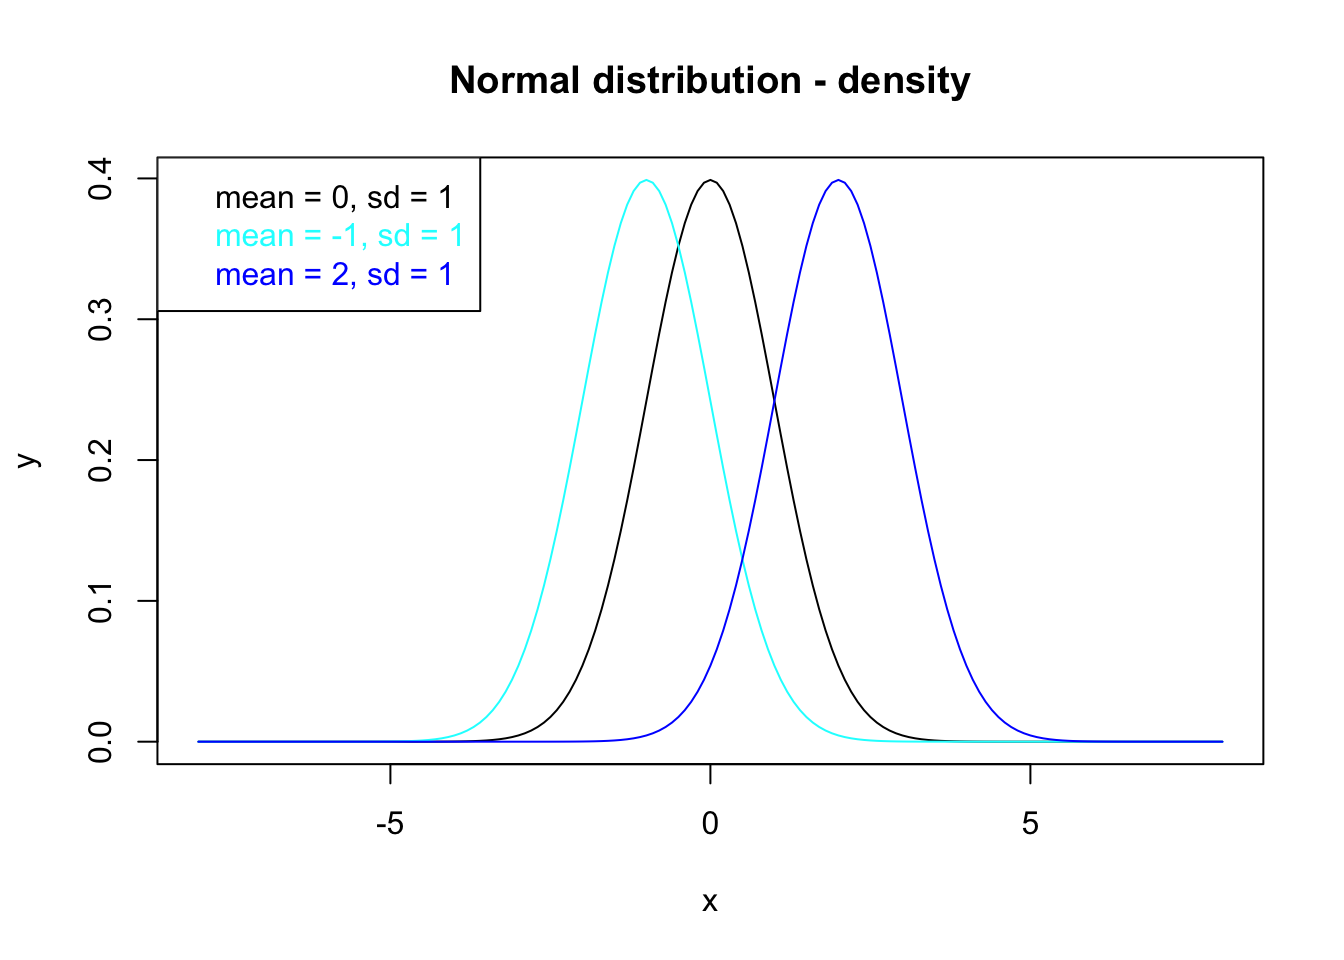 Normal distribution - density
mean = 0, sd = 1
mean = -1, sd = 1
mean = 2, sd = 1
0.4
0.3
0.2
0.1
0.0
y
-5 0 5
x